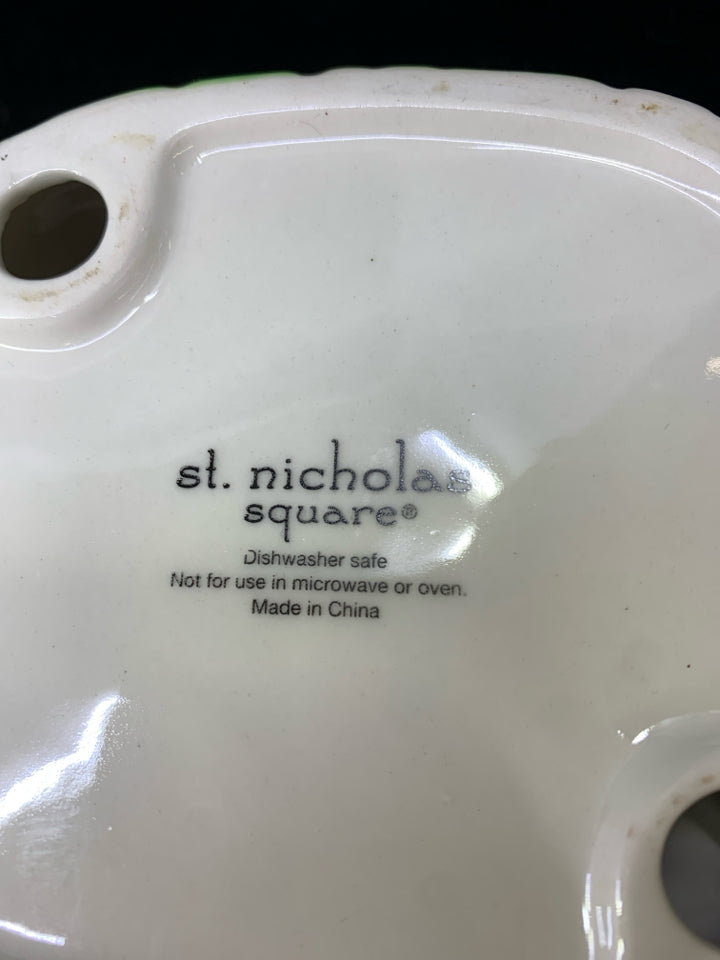 st. nicholas
square®
Dishwasher safe
Not for use in microwave or oven.
Made in China